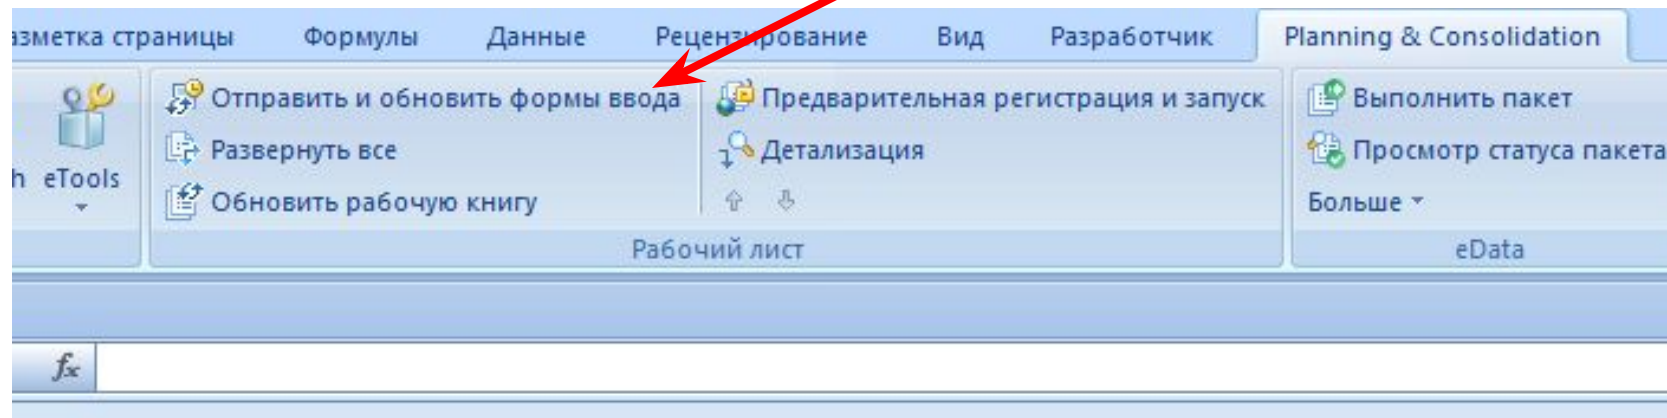 азметка страницы Формулы Данные Рецензирование Вид Разработчик Planning & Consolidation
Отправить и обновить формы ввода Предварительная регистрация и запуск Выполнить пакет
Развернуть все Детализация Просмотр статуса пакета
h eTools
Обновить рабочую книгу Больше
Рабочий лист eData
fx